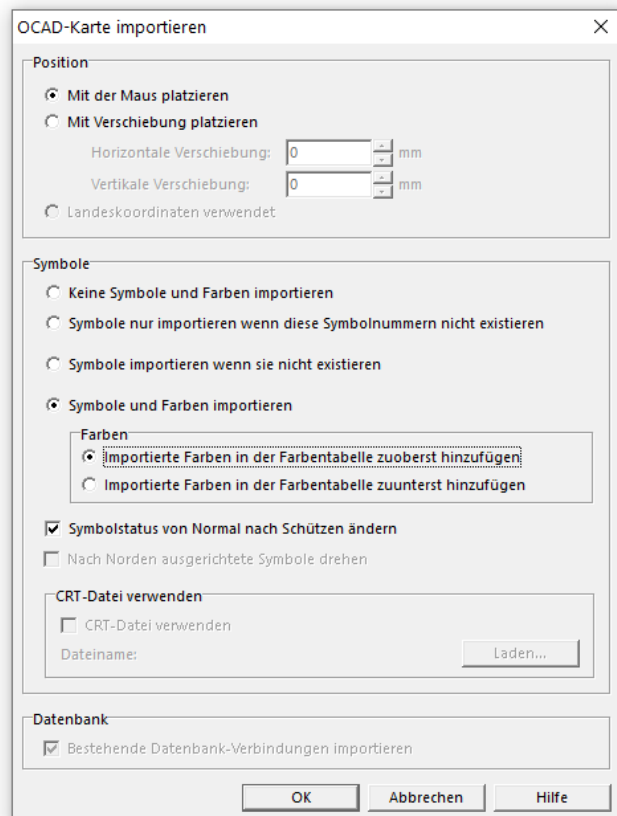 OCAD-Karte importieren
Position
Mit der Maus platzieren
Mit Verschiebung platzieren
Horizontale Verschiebung: 0 mm
Vertikale Verschiebung: 0 mm
Landeskoordinaten verwendet
Symbole
Keine Symbole und Farben importieren
Symbole nur importieren wenn diese Symbolnummern nicht existieren
Symbole importieren wenn sie nicht existieren
Symbole und Farben importieren
Farben
Importierte Farben in der Farbentabelle zuoberst hinzufügen
Importierte Farben in der Farbentabelle zuunterst hinzufügen
Symbolstatus von Normal nach Schützen ändern
Nach Norden ausgerichtete Symbole drehen
CRT-Datei verwenden
CRT-Datei verwenden
Dateiname: Laden...
Datenbank
Bestehende Datenbank-Verbindungen importieren
OK Abbrechen Hilfe